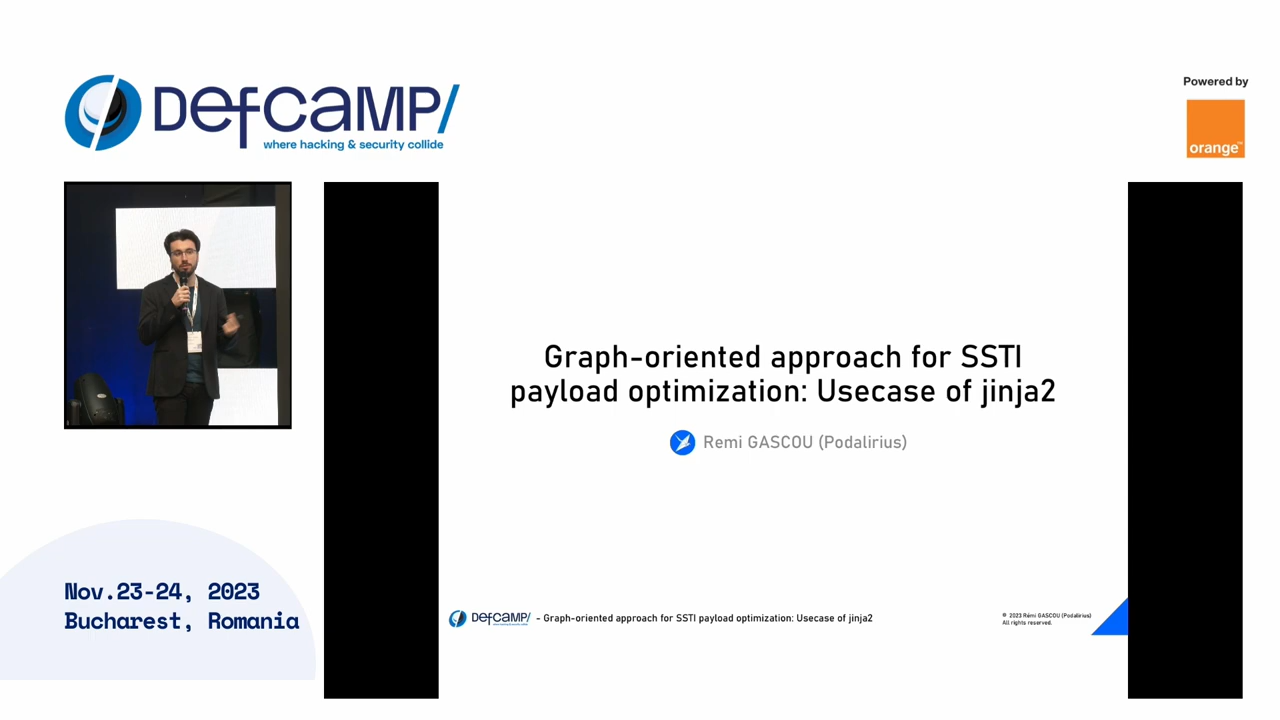 DefCamp/
where hacking & security collide
Powered by
orange™
Graph-oriented approach for SSTI
payload optimization: Usecase of jinja2
Remi GASCOU (Podalirius)
Nov.23-24, 2023
Bucharest, Romania
DefCamp/ - Graph-oriented approach for SSTI payload optimization: Usecase of jinja2
© 2023 Rémi GASCOU (Podalirius)
All rights reserved.